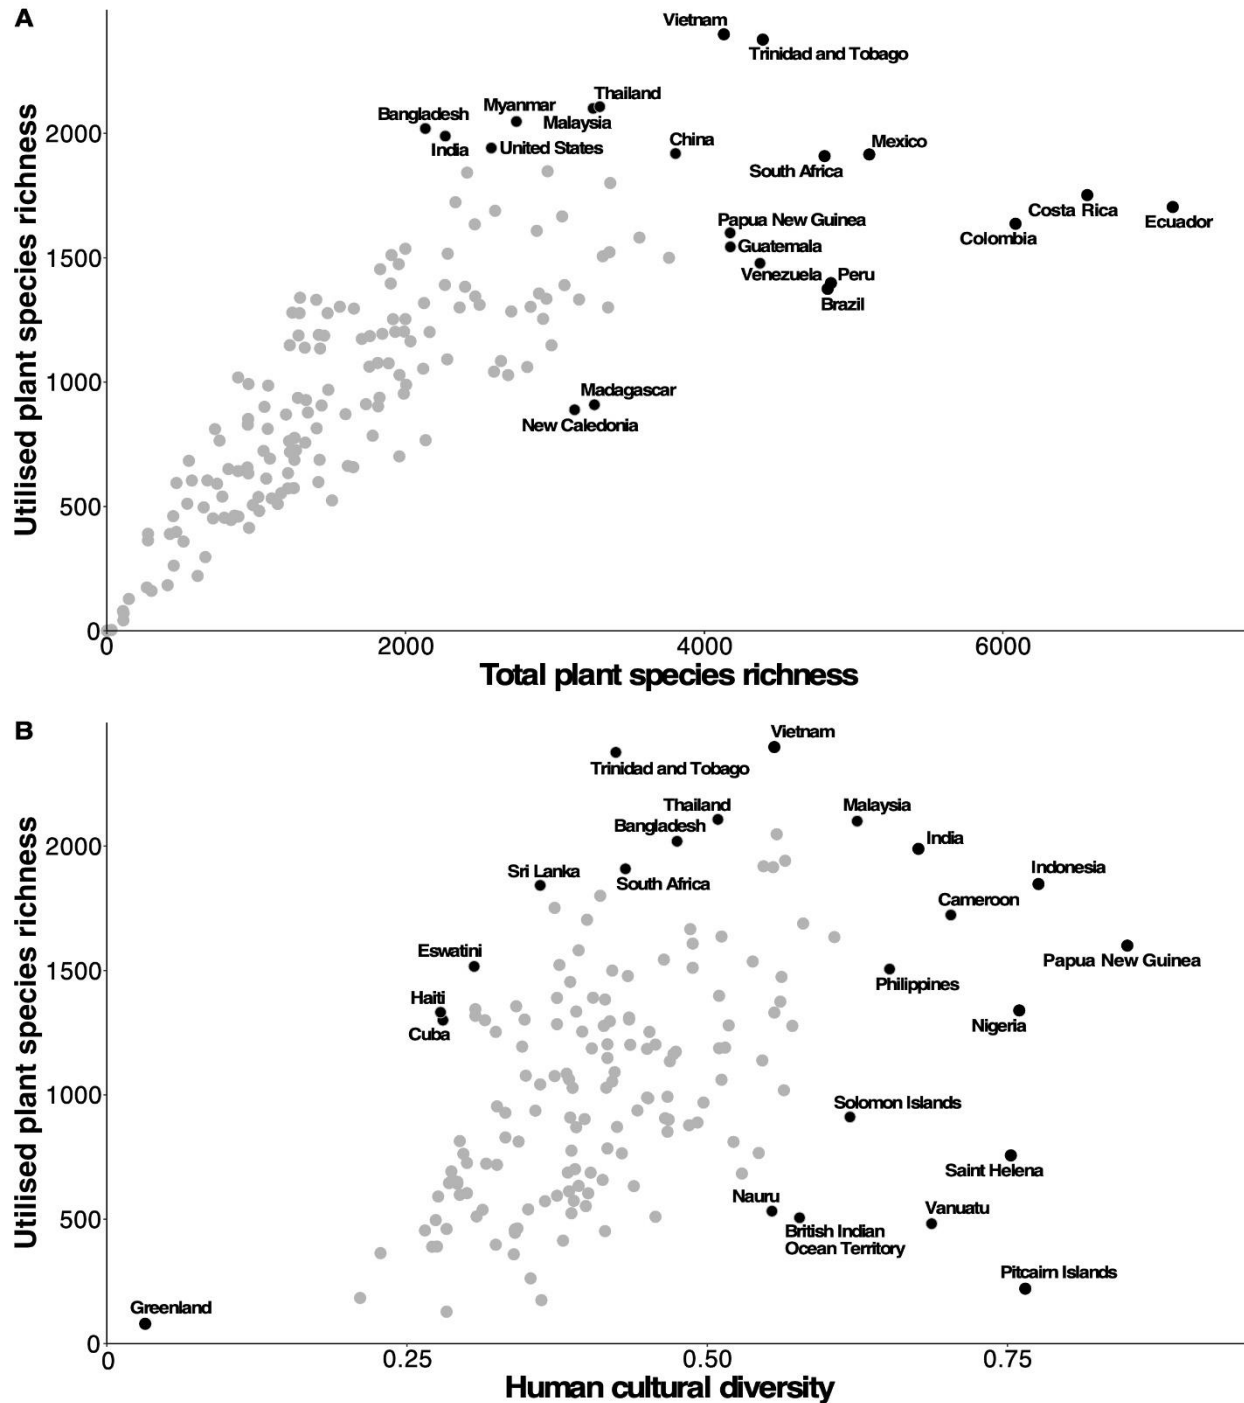 A
Utilised plant species richness
Vietnam
Trinidad and Tobago
Thailand
Myanmar
Bangladesh
Malaysia
2000
China
Mexico
India
United States
South Africa
Costa Rica
Ecuador
Papua New Guinea
Colombia
1500
Guatemala
Venezuela
Peru
Brazil
1000
Madagascar
New Caledonia
500
0
0
2000
4000
6000
Total plant species richness
B
Utilised plant species richness
Vietnam
Trinidad and Tobago
Thailand
Malaysia
Bangladesh
2000
India
Sri Lanka
South Africa
Indonesia
Cameroon
1500
Eswatini
Papua New Guinea
Philippines
Haiti
Cuba
Nigeria
1000
Solomon Islands
Saint Helena
Nauru
Vanuatu
500
British Indian
Ocean Territory
Pitcairn Islands
Greenland
0
0
0.25
0.50
0.75
Human cultural diversity